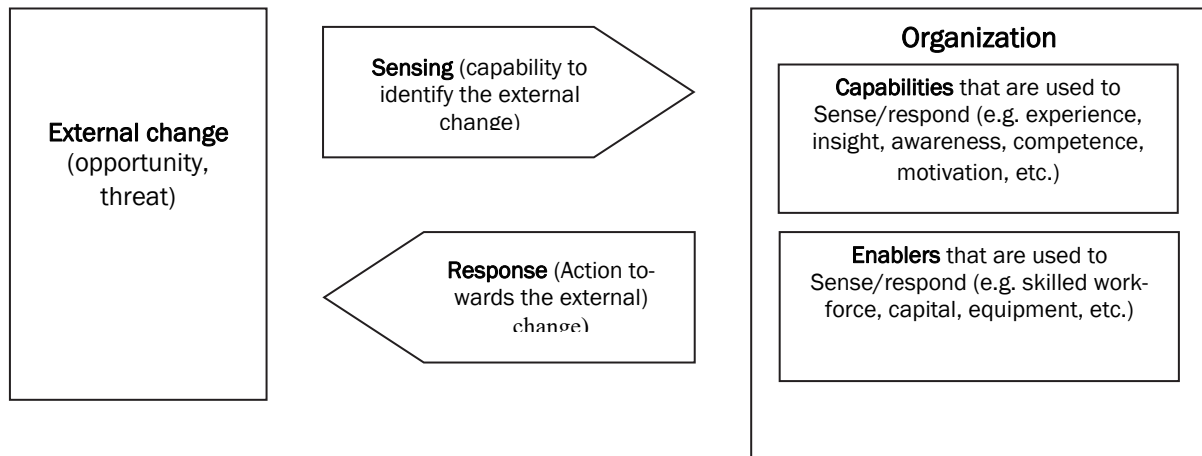 External change
(opportunity,
threat)
Sensing (capability to
identify the external
change)
Response (Action to-
wards the external)
change)
Organization
Capabilities that are used to
Sense/respond (e.g. experience,
insight, awareness, competence,
motivation, etc.)
Enablers that are used to
Sense/respond (e.g. skilled work-
force, capital, equipment, etc.)